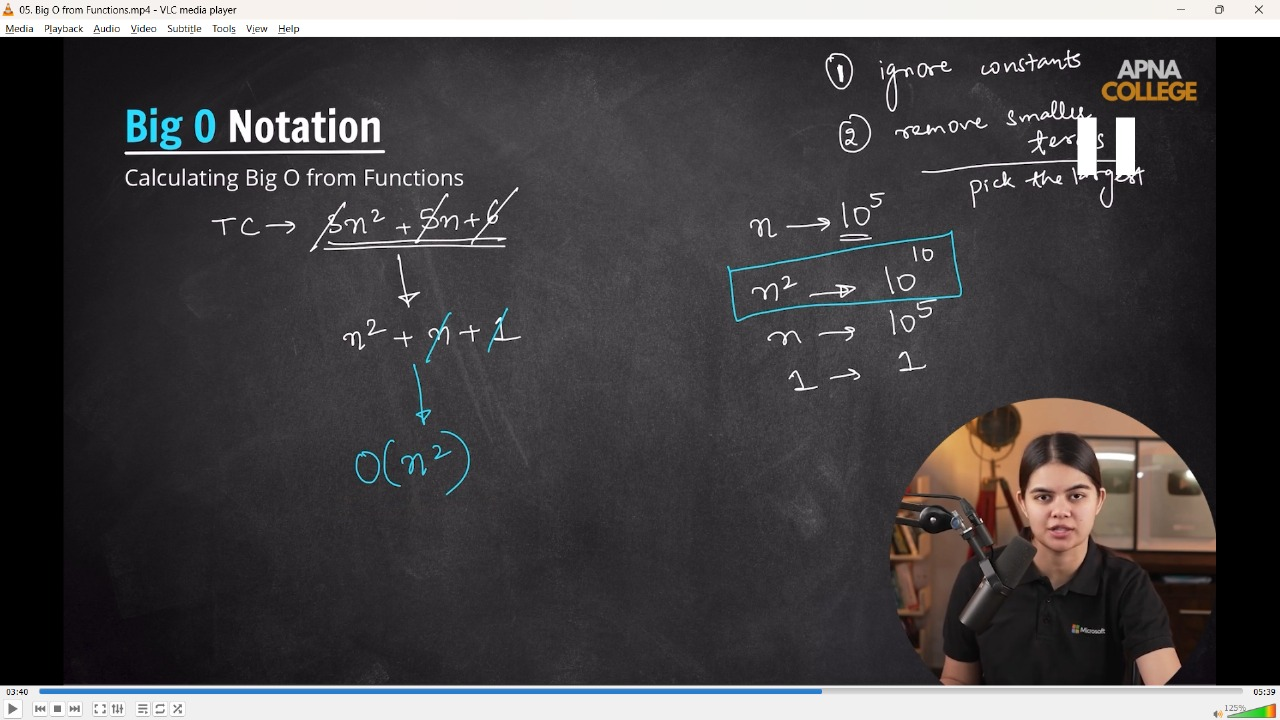 05. Big O from Functions.mp4 - VLC media player
Media Playback Audio Video Subtitle Tools View Help
① ignore constants
APNA
COLLEGE
Big O Notation
② remove smaller
terms
Calculating Big O from Functions
pick the largest
TC → 3n² + 5n + 6
n → 10⁵
n² → 10¹⁰
n² + n + 1
n → 10⁵
1 → 1
O(n²)
Microsoft
03:40
05:39
125%